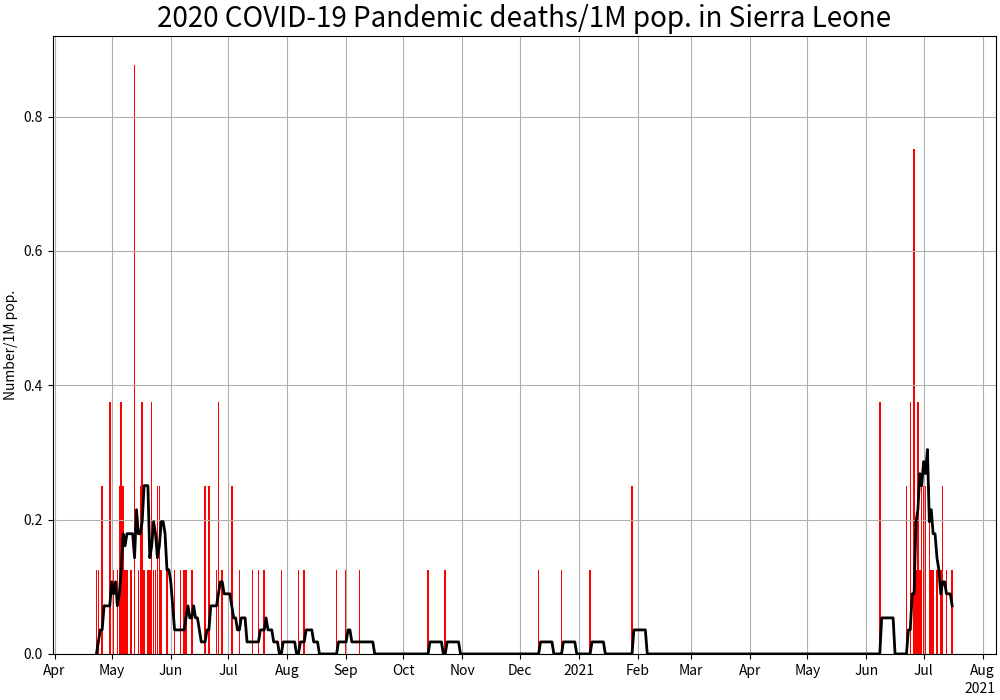 2020 COVID-19 Pandemic deaths/1M pop. in Sierra Leone
Number/1M pop.
0.8
0.6
0.4
0.2
0.0
Apr May Jun Jul Aug Sep Oct Nov Dec 2021 Feb Mar Apr May Jun Jul Aug
2021